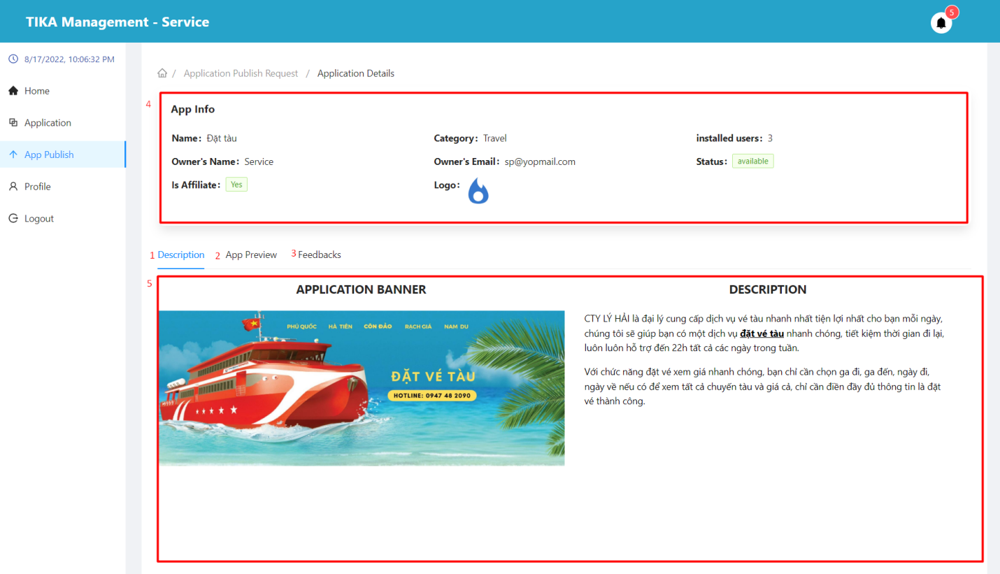 TIKA Management - Service
5
8/17/2022, 10:06:32 PM
Home
Application
App Publish
Profile
Logout
/ Application Publish Request / Application Details
4
App Info
Name: Đặt tàu
Category: Travel
installed users: 3
Owner's Name: Service
Owner's Email: sp@yopmail.com
Status: available
Is Affiliate: Yes
Logo:
1 Description 2 App Preview 3 Feedbacks
5
APPLICATION BANNER
PHÚ QUỐC HÀ TIÊN CÔN ĐẢO RẠCH GIÁ NAM DU
ĐẶT VÉ TÀU
HOTLINE: 0947 48 2090
DESCRIPTION
CTY LÝ HẢI là đại lý cung cấp dịch vụ vé tàu nhanh nhất tiện lợi nhất cho bạn mỗi ngày,
chúng tôi sẽ giúp bạn có một dịch vụ đặt vé tàu nhanh chóng, tiết kiệm thời gian đi lại,
luôn luôn hỗ trợ đến 22h tất cả các ngày trong tuần.
Với chức năng đặt vé xem giá nhanh chóng, bạn chỉ cần chọn ga đi, ga đến, ngày đi,
ngày về nếu có để xem tất cả chuyến tàu và giá cả, chỉ cần điền đầy đủ thông tin là đặt
vé thành công.